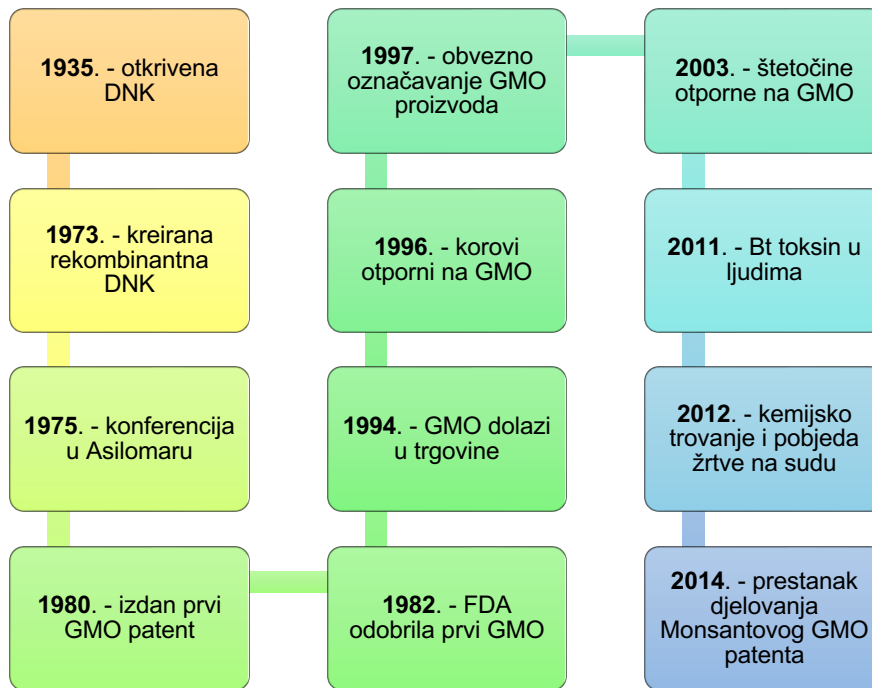 1935. - otkrivena
DNK
1973. - kreirana
rekombinantna
DNK
1975. - konferencija
u Asilomaru
1980. - izdan prvi
GMO patent
1982. - FDA
odobrila prvi GMO
1994. - GMO dolazi
u trgovine
1996. - korovi
otporni na GMO
1997. - obvezno
označavanje GMO
proizvoda
2003. - štetočine
otporne na GMO
2011. - Bt toksin u
ljudima
2012. - kemijsko
trovanje i pobjeda
žrtve na sudu
2014. - prestanak
djelovanja
Monsantovog GMO
patenta